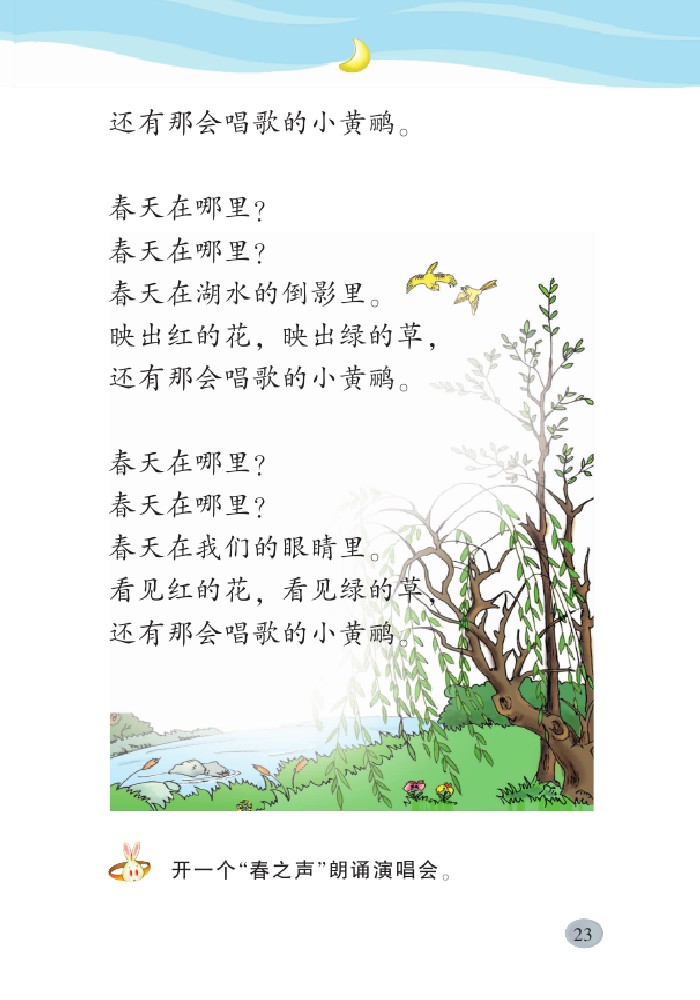 还有那会唱歌的小黄鹂。
春天在哪里？
春天在哪里？
春天在湖水的倒影里。
映出红的花，映出绿的草，
还有那会唱歌的小黄鹂。
春天在哪里？
春天在哪里？
春天在我们的眼睛里。
看见红的花，看见绿的草，
还有那会唱歌的小黄鹂。
开一个“春之声”朗诵演唱会。
23